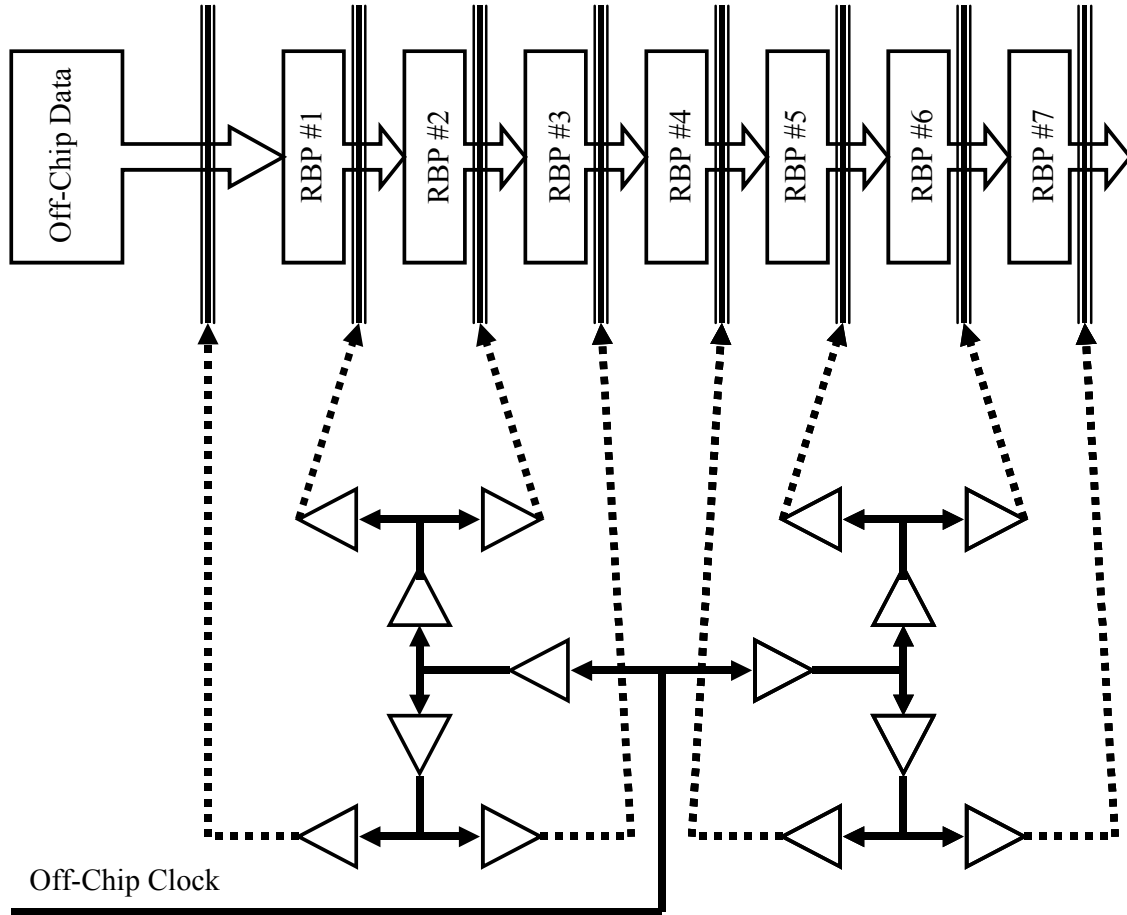 Off-Chip Data
RBP #1
RBP #2
RBP #3
RBP #4
RBP #5
RBP #6
RBP #7
Off-Chip Clock